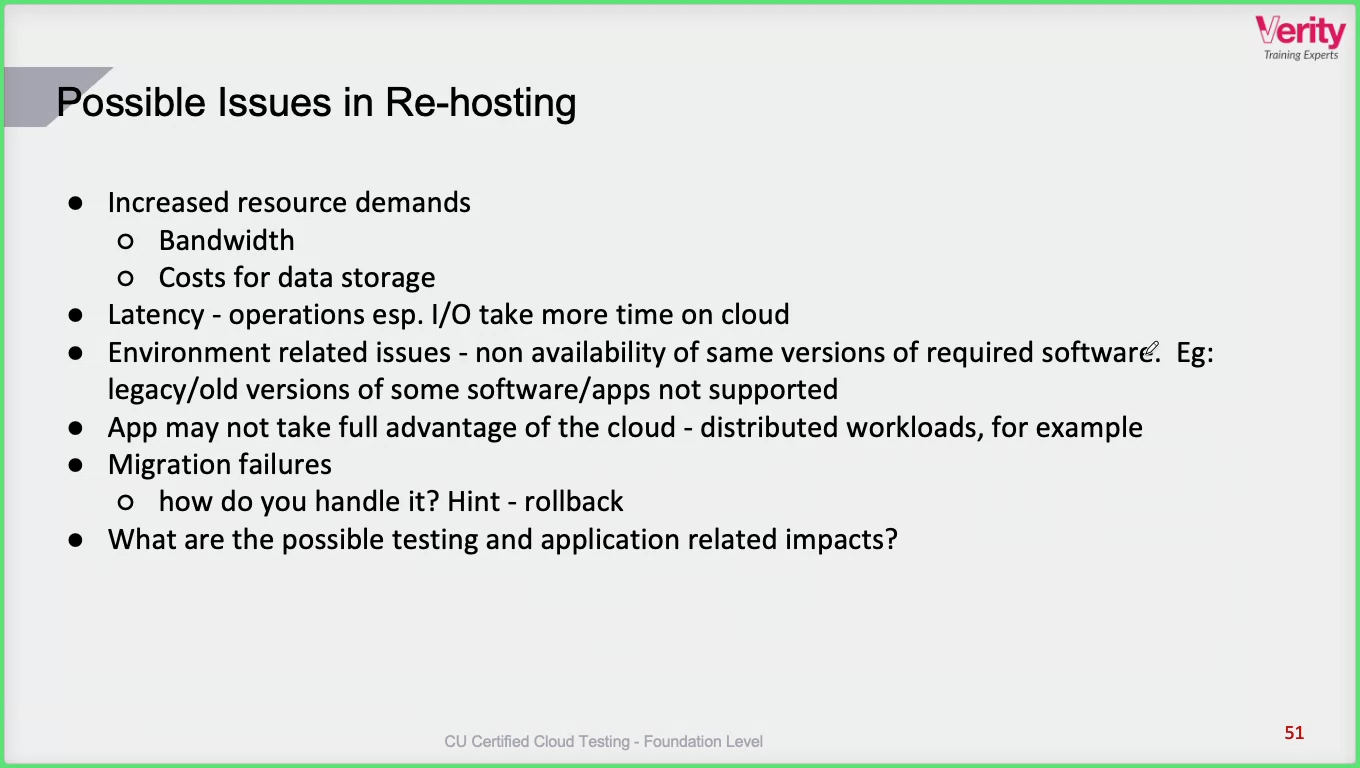 Verity
Training Experts
Possible Issues in Re-hosting
● Increased resource demands
○ Bandwidth
○ Costs for data storage
● Latency - operations esp. I/O take more time on cloud
● Environment related issues - non availability of same versions of required software. Eg:
legacy/old versions of some software/apps not supported
● App may not take full advantage of the cloud - distributed workloads, for example
● Migration failures
○ how do you handle it? Hint - rollback
● What are the possible testing and application related impacts?
CU Certified Cloud Testing - Foundation Level
51